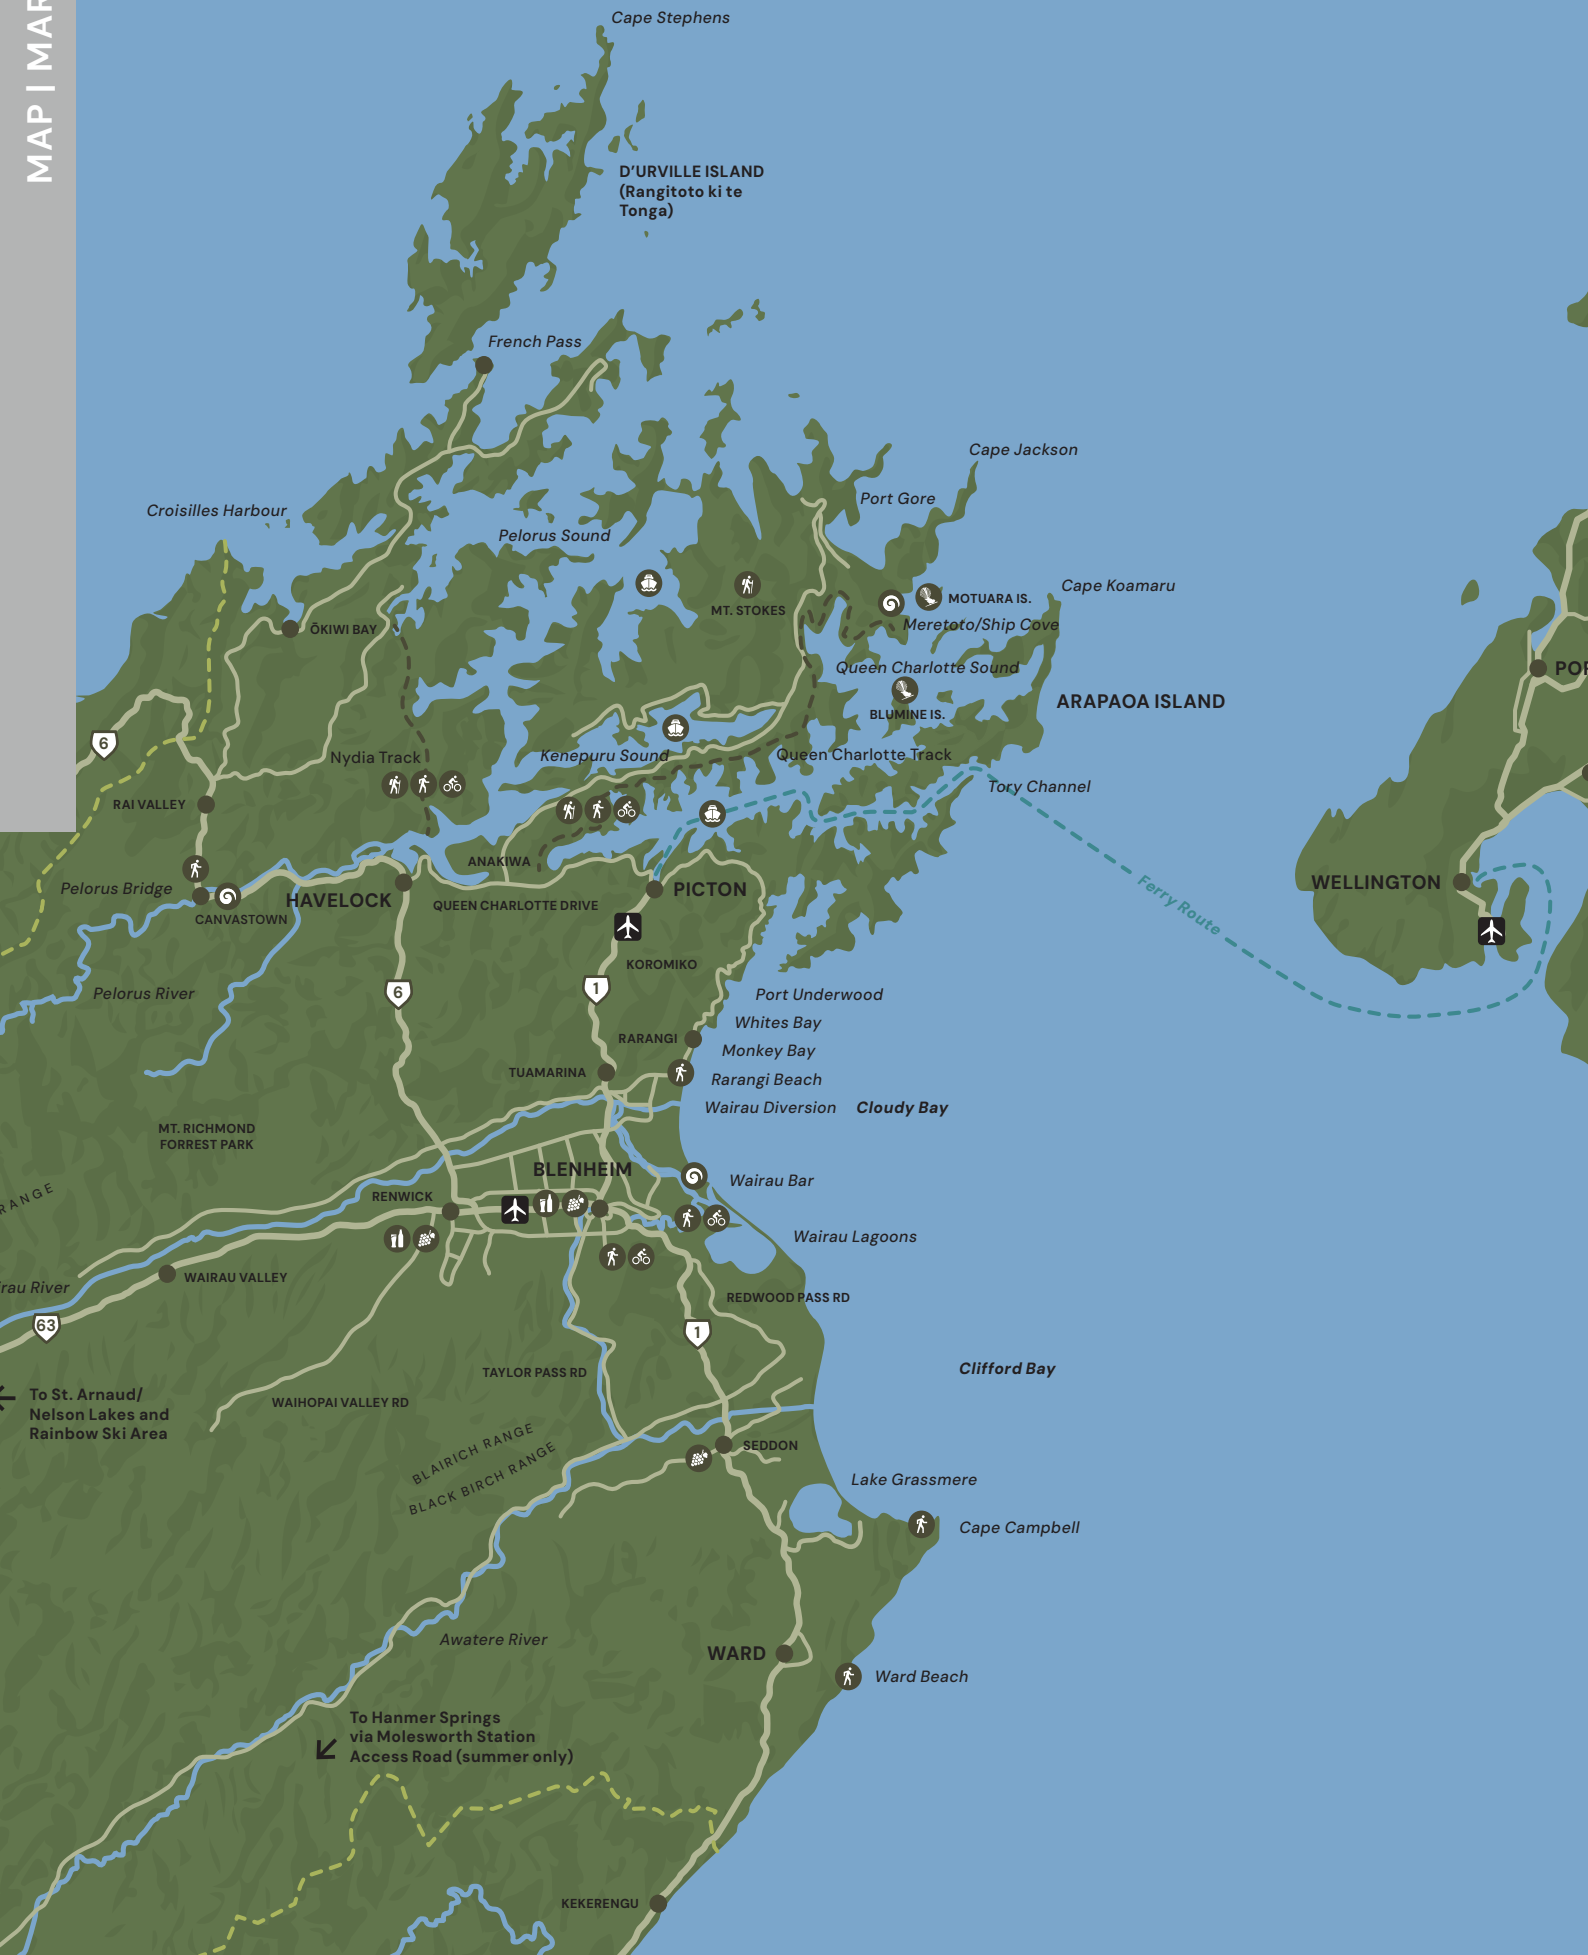 MAP | MAR
Cape Stephens
D'URVILLE ISLAND
(Rangitoto ki te
Tonga)
French Pass
Cape Jackson
Port Gore
Croisilles Harbour
Pelorus Sound
Cape Koamaru
MOTUARA IS.
MT. STOKES
Meretoto/Ship Cove
ŌKIWI BAY
Queen Charlotte Sound
ARAPAOA ISLAND
BLUMINE IS.
6
Nydia Track
Kenepuru Sound
Queen Charlotte Track
Tory Channel
RAI VALLEY
ANAKIWA
Pelorus Bridge
HAVELOCK
PICTON
WELLINGTON
Ferry Route
CANVASTOWN
QUEEN CHARLOTTE DRIVE
KOROMIKO
Pelorus River
6
1
Port Underwood
Whites Bay
RARANGI
Monkey Bay
TUAMARINA
Rarangi Beach
Wairau Diversion
Cloudy Bay
MT. RICHMOND
FORREST PARK
BLENHEIM
Wairau Bar
RANGE
RENWICK
Wairau Lagoons
WAIRAU VALLEY
rau River
REDWOOD PASS RD
63
1
TAYLOR PASS RD
Clifford Bay
To St. Arnaud/
Nelson Lakes and
Rainbow Ski Area
WAIHOPAI VALLEY RD
BLAIRICH RANGE
BLACK BIRCH RANGE
SEDDON
Lake Grassmere
Cape Campbell
Awatere River
WARD
Ward Beach
To Hanmer Springs
via Molesworth Station
Access Road (summer only)
KEKERENGU